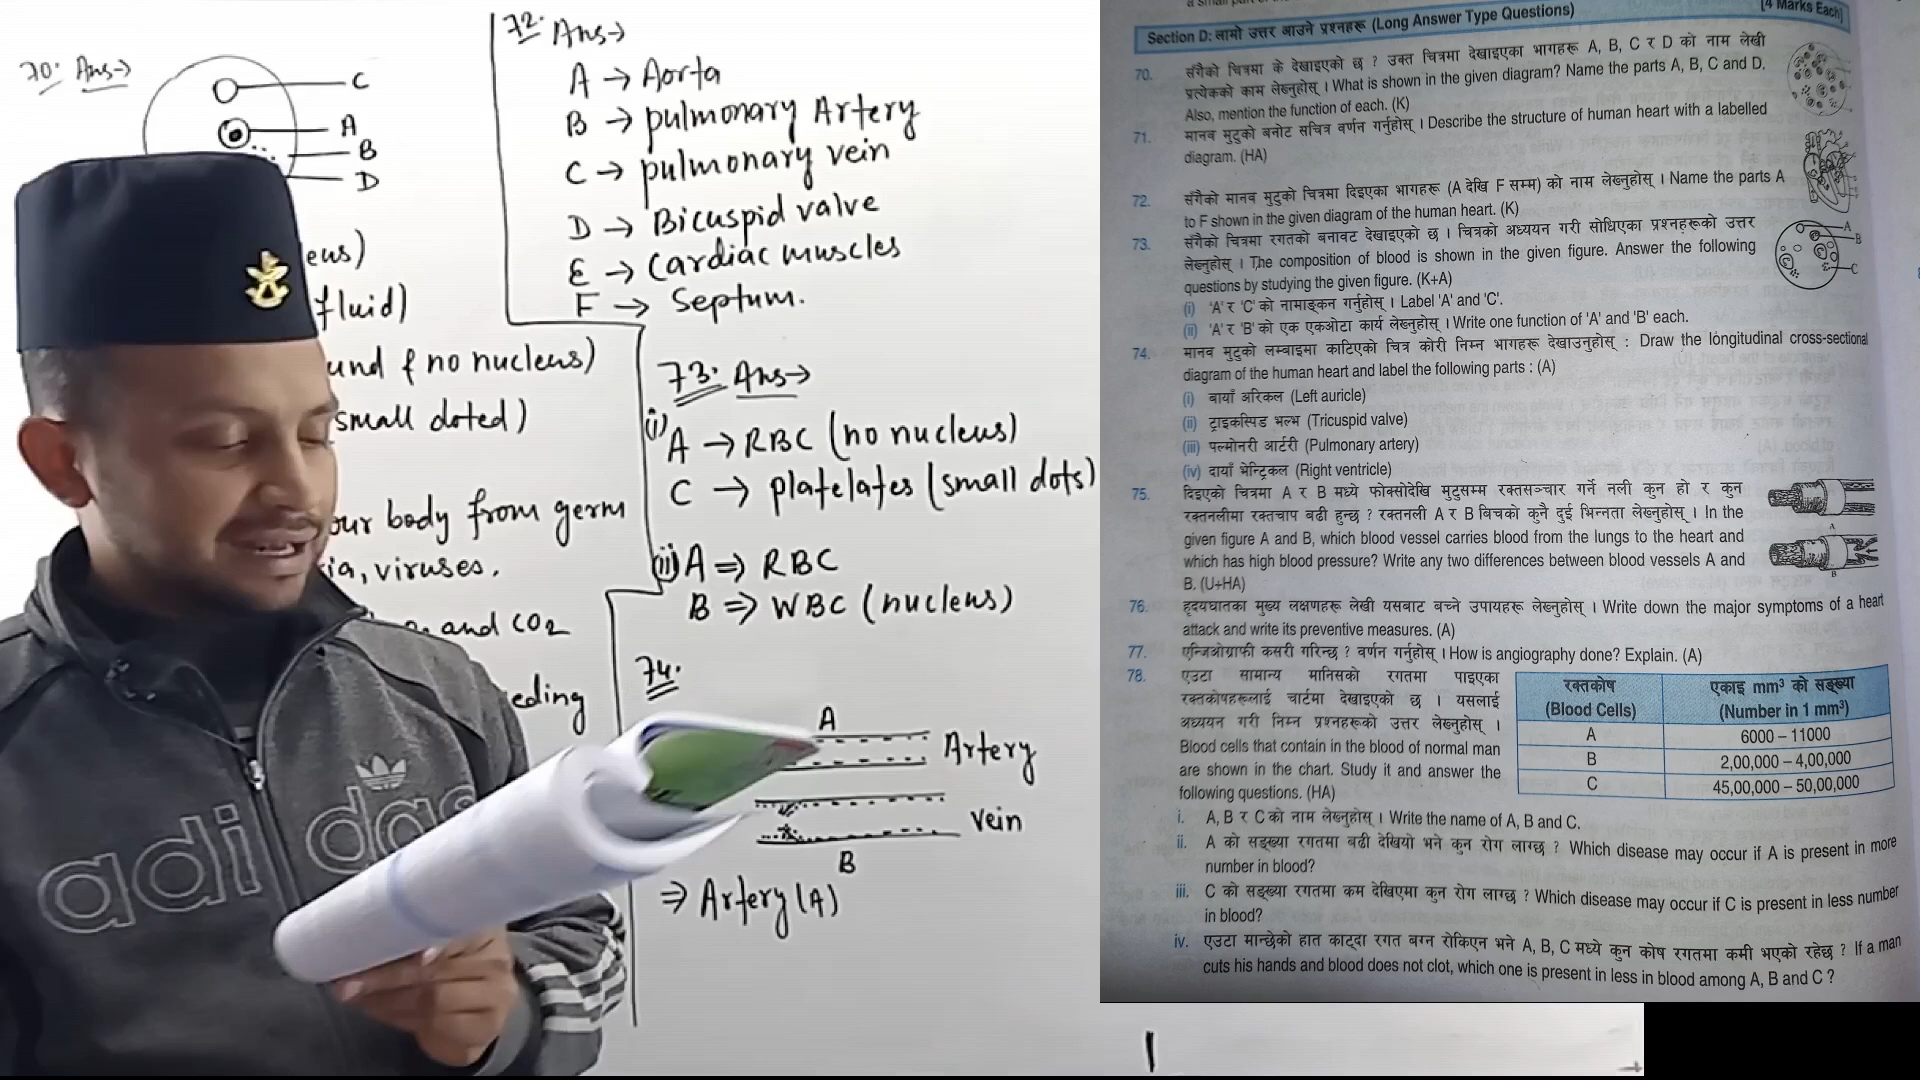 70. Ans→
C
A
B
D
eus)
fluid)
und & no nucleus)
small doted)
our body from germ
ia, viruses.
and CO2
eding
adidas
72. Ans→
A → Aorta
B → pulmonary Artery
C → pulmonary vein
D → Bicuspid valve
E → Cardiac muscles
F → Septum.
73. Ans→
(i) A → RBC (no nucleus)
C → platelates (small dots)
(ii) A ⇒ RBC
B ⇒ WBC (nucleus)
74.
A
Artery
vein
B
⇒ Artery (A)
Section D: लामो उत्तर आउने प्रश्नहरू (Long Answer Type Questions) [4 Marks Each]
70. सँगैको चित्रमा के देखाइएको छ ? उक्त चित्रमा देखाइएका भागहरू A, B, C र D को नाम लेखी
प्रत्येकको काम लेख्नुहोस् । What is shown in the given diagram? Name the parts A, B, C and D.
Also, mention the function of each. (K)
71. मानव मुटुको बनोट सचित्र वर्णन गर्नुहोस् । Describe the structure of human heart with a labelled
diagram. (HA)
72. सँगैको मानव मुटुको चित्रमा दिइएका भागहरू (A देखि F सम्म) को नाम लेख्नुहोस् । Name the parts A
to F shown in the given diagram of the human heart. (K)
73. सँगैको चित्रमा रगतको बनावट देखाइएको छ । चित्रको अध्ययन गरी सोधिएका प्रश्नहरूको उत्तर
लेख्नुहोस् । The composition of blood is shown in the given figure. Answer the following
questions by studying the given figure. (K+A)
A
B
C
(i) 'A' र 'C' को नामाङ्कन गर्नुहोस् । Label 'A' and 'C'.
(ii) 'A' र 'B' को एक एकओटा कार्य लेख्नुहोस् । Write one function of 'A' and 'B' each.
74. मानव मुटुको लम्बाइमा काटिएको चित्र कोरी निम्न भागहरू देखाउनुहोस् : Draw the longitudinal cross-sectional
diagram of the human heart and label the following parts : (A)
(i) बायाँ अरिकल (Left auricle)
(ii) ट्राइकस्पिड भल्भ (Tricuspid valve)
(iii) पल्मोनरी आर्टरी (Pulmonary artery)
(iv) दायाँ भेन्ट्रिकल (Right ventricle)
75. दिइएको चित्रमा A र B मध्ये फोक्सोदेखि मुटुसम्म रक्तसञ्चार गर्ने नली कुन हो र कुन
रक्तनलीमा रक्तचाप बढी हुन्छ ? रक्तनली A र B बिचको कुनै दुई भिन्नता लेख्नुहोस् । In the
given figure A and B, which blood vessel carries blood from the lungs to the heart and
which has high blood pressure? Write any two differences between blood vessels A and
B. (U+HA)
A
B
76. हृदयघातका मुख्य लक्षणहरू लेखी यसबाट बच्ने उपायहरू लेख्नुहोस् । Write down the major symptoms of a heart
attack and write its preventive measures. (A)
77. एन्जिओग्राफी कसरी गरिन्छ ? वर्णन गर्नुहोस् । How is angiography done? Explain. (A)
78. एउटा सामान्य मानिसको रगतमा पाइएका
रक्तकोषहरूलाई चार्टमा देखाइएको छ । यसलाई
अध्ययन गरी निम्न प्रश्नहरूको उत्तर लेख्नुहोस् ।
Blood cells that contain in the blood of normal man
are shown in the chart. Study it and answer the
following questions. (HA)
रक्तकोष एकाइ mm³ को सङ्ख्या
(Blood Cells) (Number in 1 mm³)
A 6000 – 11000
B 2,00,000 – 4,00,000
C 45,00,000 – 50,00,000
i. A, B र C को नाम लेख्नुहोस् । Write the name of A, B and C.
ii. A को सङ्ख्या रगतमा बढी देखियो भने कुन रोग लाग्छ ? Which disease may occur if A is present in more
number in blood?
iii. C को सङ्ख्या रगतमा कम देखिएमा कुन रोग लाग्छ ? Which disease may occur if C is present in less number
in blood?
iv. एउटा मान्छेको हात काट्दा रगत बग्न रोकिएन भने A, B, C मध्ये कुन कोष रगतमा कमी भएको रहेछ ? If a man
cuts his hands and blood does not clot, which one is present in less in blood among A, B and C ?